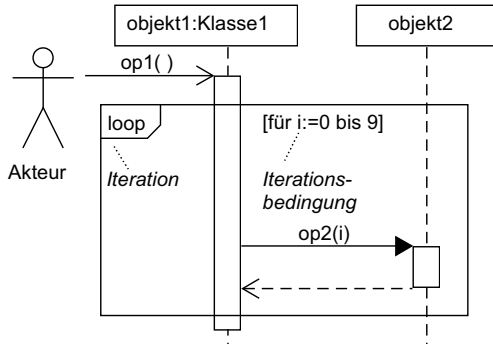 objekt1:Klasse1
objekt2
op1( )
loop
[für i:=0 bis 9]
Akteur
Iteration
Iterations-
bedingung
op2(i)